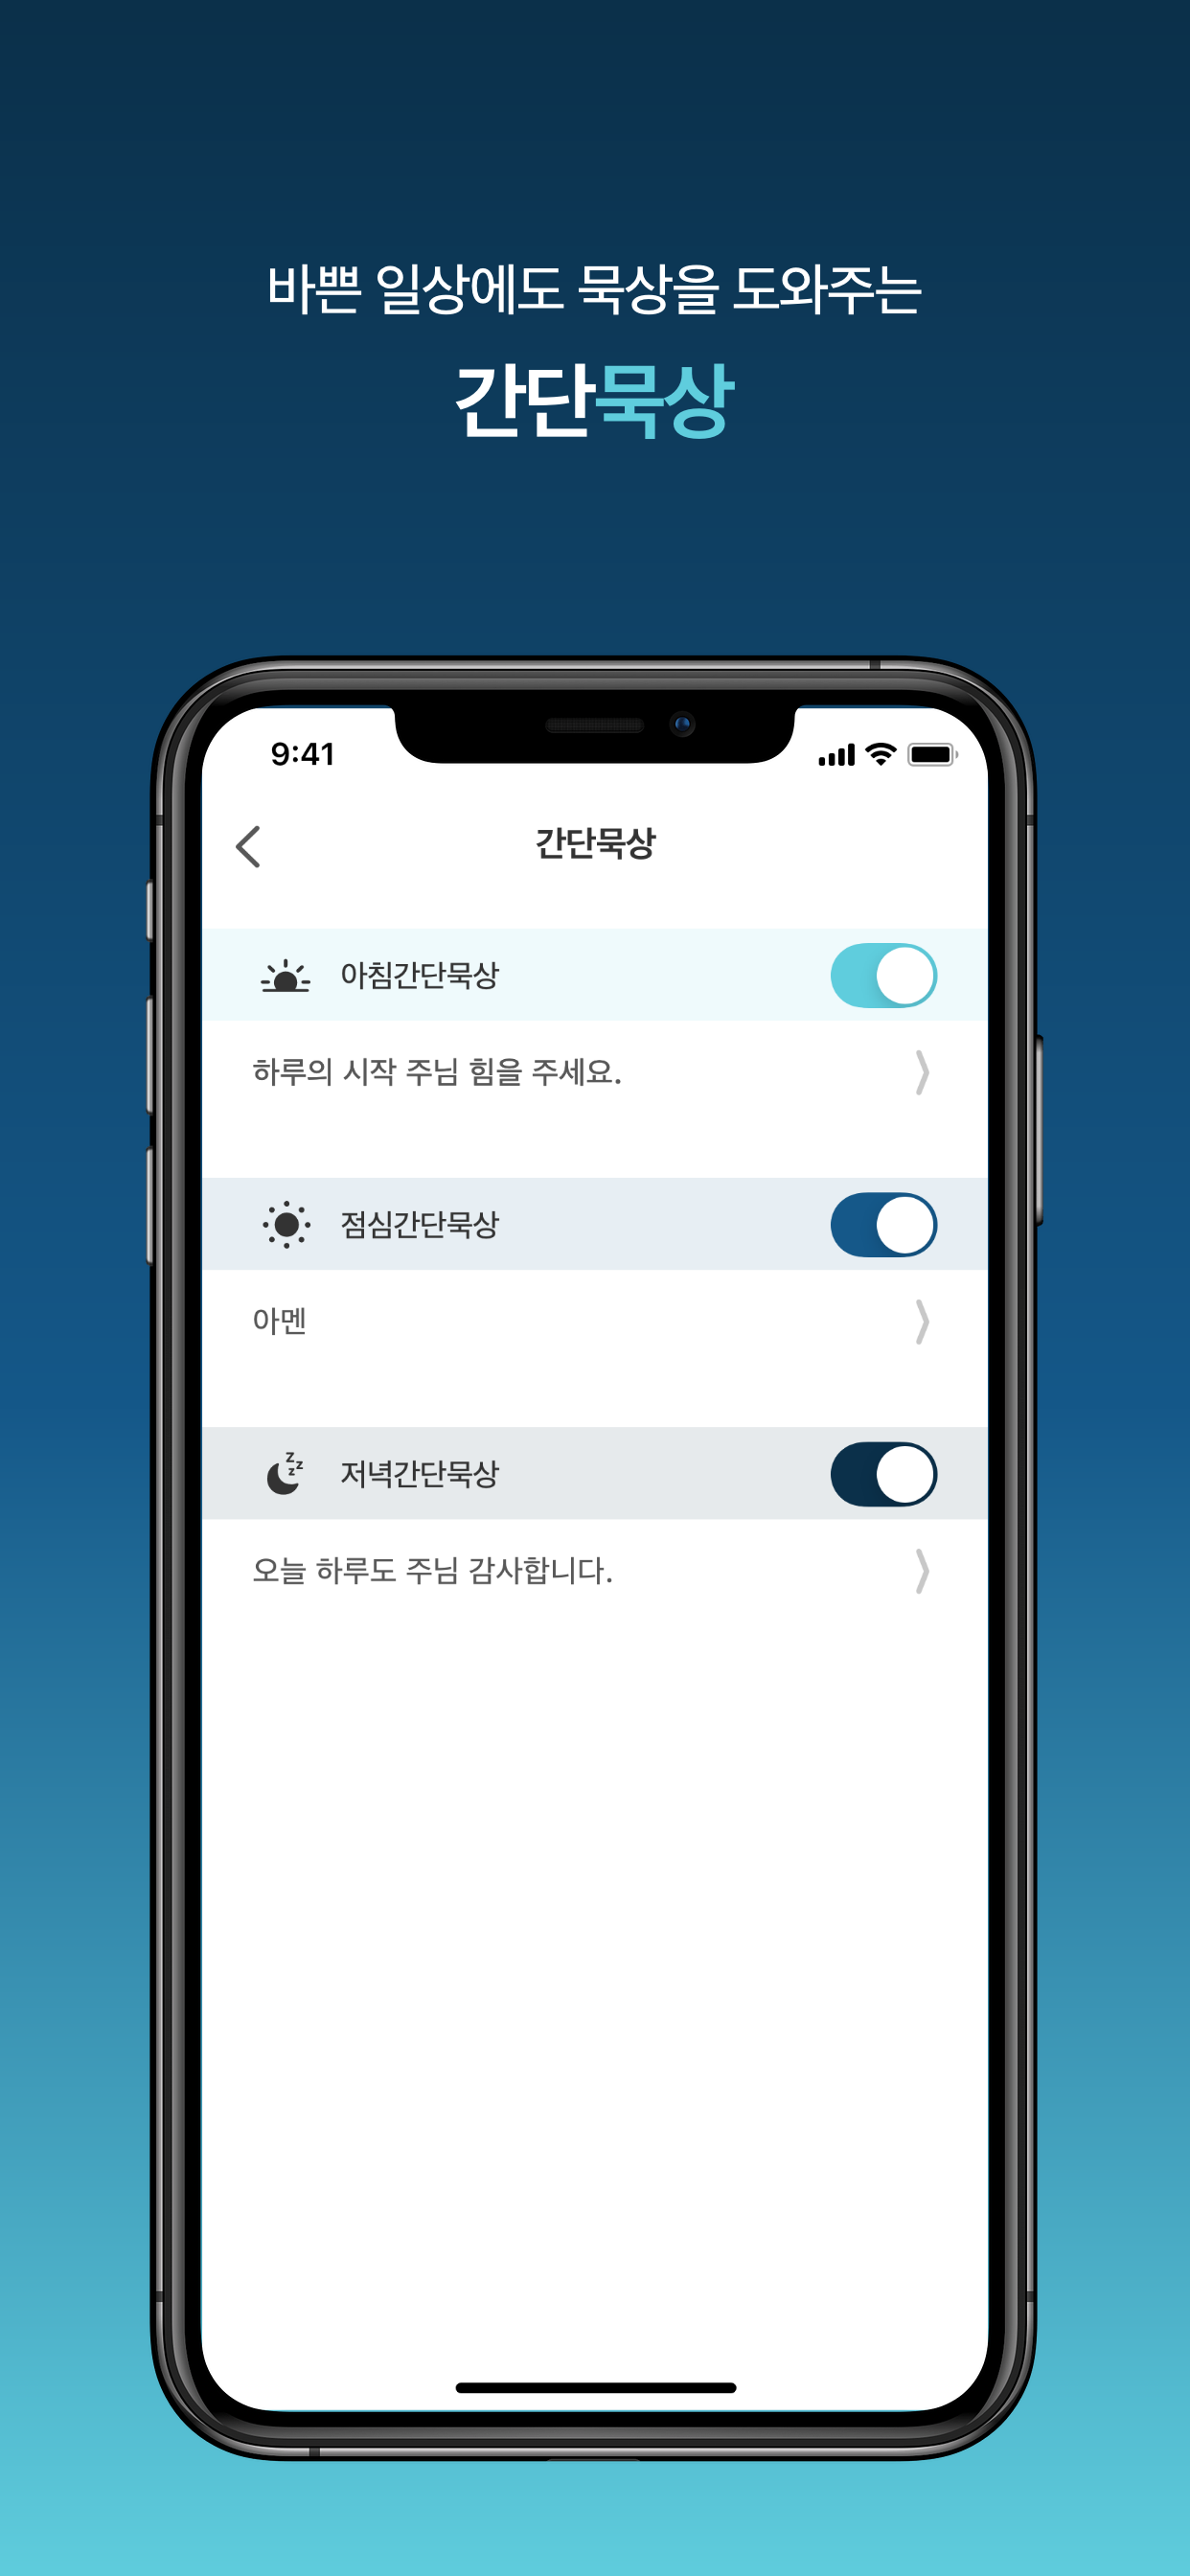 바쁜 일상에도 묵상을 도와주는
간단묵상
9:41
간단묵상
아침간단묵상
하루의 시작 주님 힘을 주세요.
점심간단묵상
아멘
저녁간단묵상
오늘 하루도 주님 감사합니다.